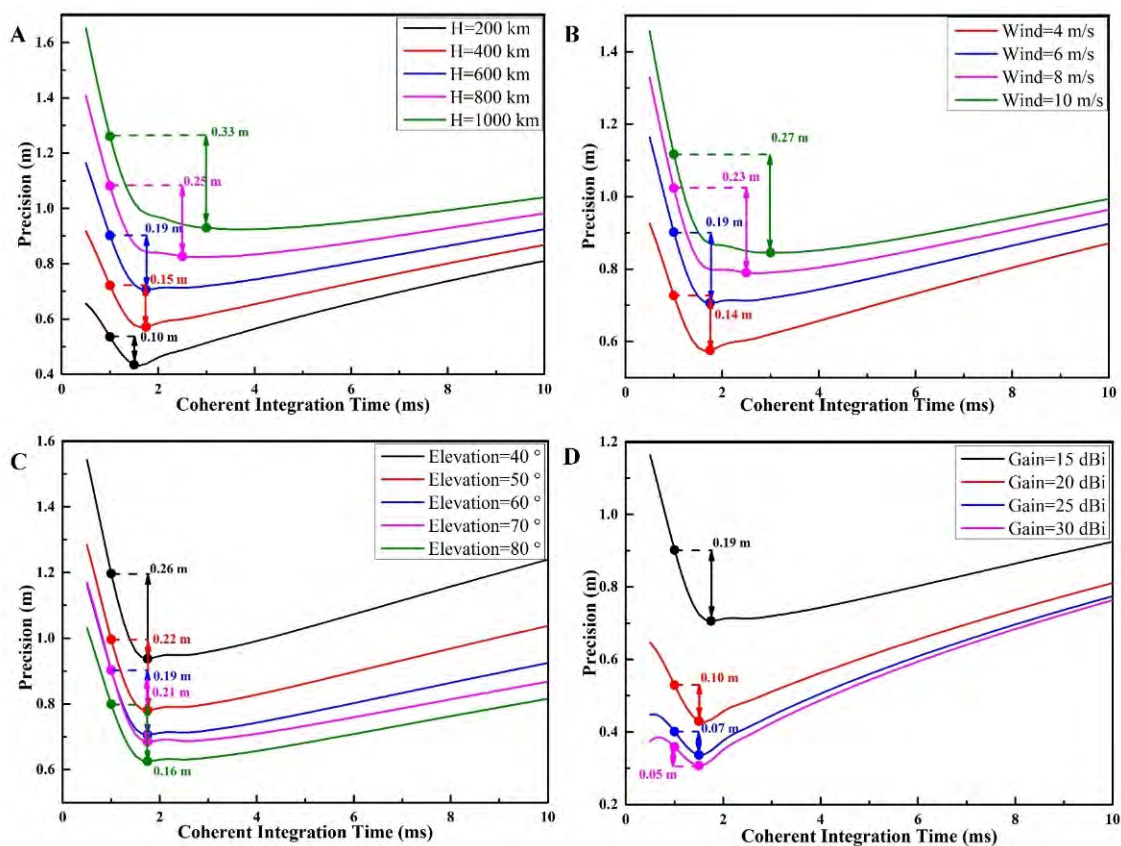 A
H=200 km
H=400 km
H=600 km
H=800 km
H=1000 km
0.33 m
0.25 m
0.19 m
0.15 m
0.10 m
Precision (m)
1.6
1.4
1.2
1.0
0.8
0.6
0.4
0 2 4 6 8 10
Coherent Integration Time (ms)
B
Wind=4 m/s
Wind=6 m/s
Wind=8 m/s
Wind=10 m/s
0.27 m
0.23 m
0.19 m
0.14 m
Precision (m)
1.4
1.2
1.0
0.8
0.6
0 2 4 6 8 10
Coherent Integration Time (ms)
C
Elevation=40 °
Elevation=50 °
Elevation=60 °
Elevation=70 °
Elevation=80 °
0.26 m
0.22 m
0.19 m
0.21 m
0.16 m
Precision (m)
1.6
1.4
1.2
1.0
0.8
0.6
0 2 4 6 8 10
Coherent Integration Time (ms)
D
Gain=15 dBi
Gain=20 dBi
Gain=25 dBi
Gain=30 dBi
0.19 m
0.10 m
0.07 m
0.05 m
Precision (m)
1.2
1.0
0.8
0.6
0.4
0.2
0 2 4 6 8 10
Coherent Integration Time (ms)